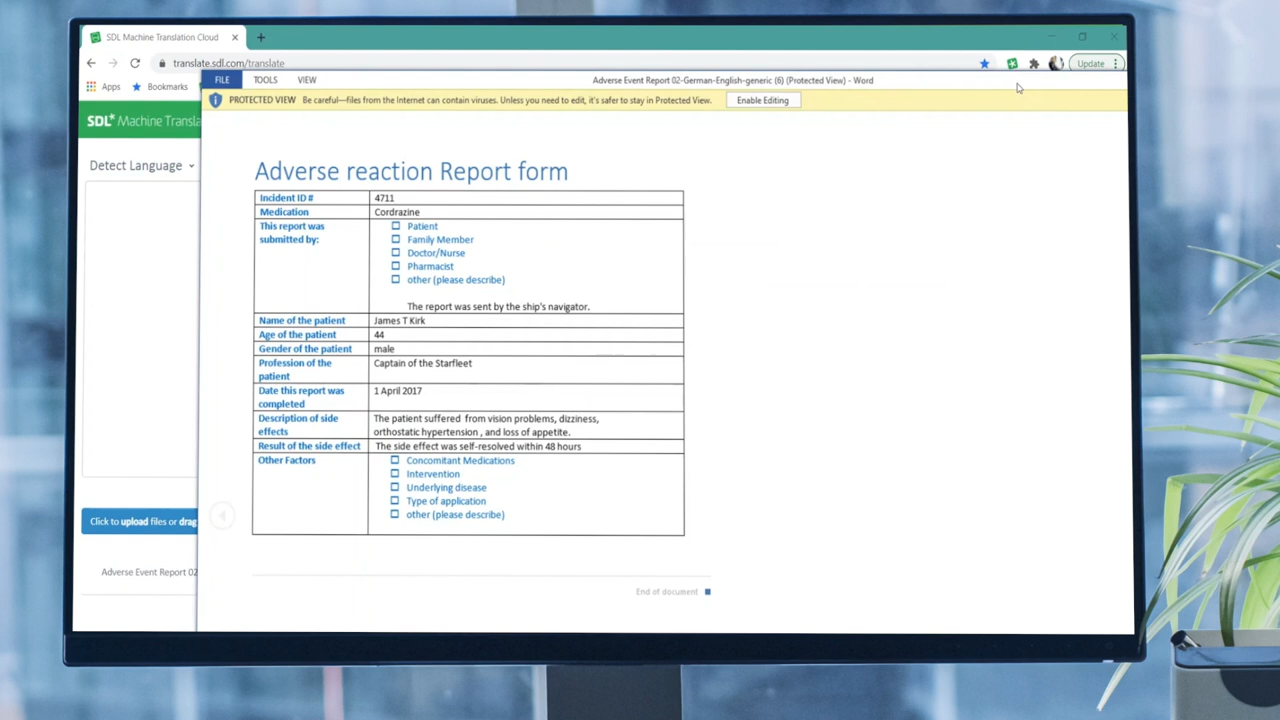 SDL Machine Translation Cloud
translate.sdl.com/translate
Update
Apps
Bookmarks
FILE
TOOLS
VIEW
Adverse Event Report 02-German-English-generic (6) (Protected View) - Word
PROTECTED VIEW Be careful—files from the Internet can contain viruses. Unless you need to edit, it's safer to stay in Protected View.
Enable Editing
SDL* Machine Transla
Detect Language
Adverse reaction Report form
Incident ID # 4711
Medication Cordrazine
This report was submitted by:
Patient
Family Member
Doctor/Nurse
Pharmacist
other (please describe)
The report was sent by the ship's navigator.
Name of the patient James T Kirk
Age of the patient 44
Gender of the patient male
Profession of the patient
Captain of the Starfleet
Date this report was completed
1 April 2017
Description of side effects
The patient suffered from vision problems, dizziness,
orthostatic hypertension , and loss of appetite.
Result of the side effect The side effect was self-resolved within 48 hours
Other Factors
Concomitant Medications
Intervention
Underlying disease
Type of application
other (please describe)
Click to upload files or drag
Adverse Event Report 02
End of document